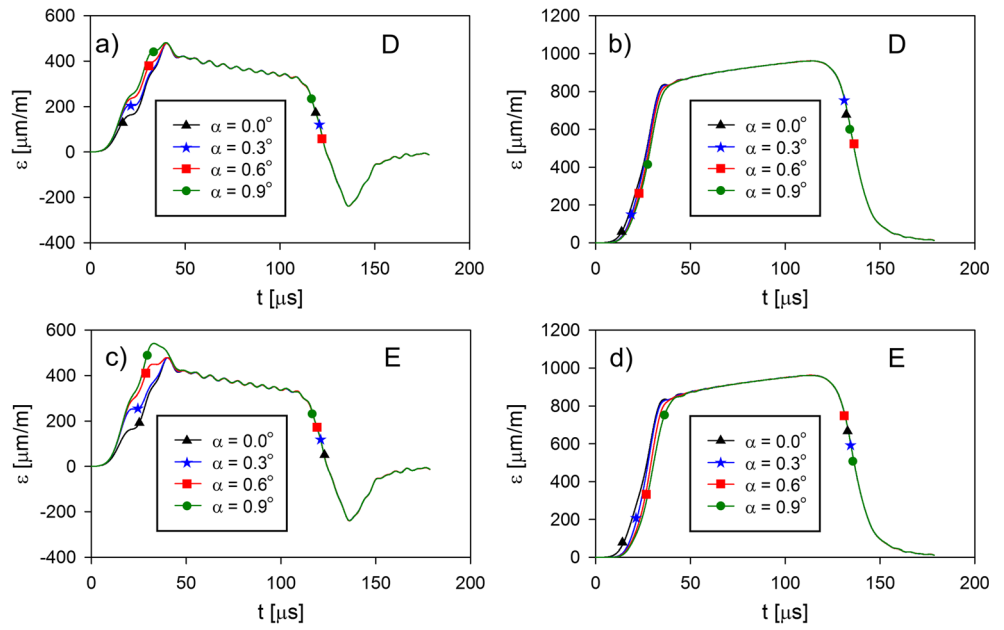 a)
D
ε [μm/m]
600
400
200
0
-200
-400
α = 0.0°
α = 0.3°
α = 0.6°
α = 0.9°
0 50 100 150 200
t [μs]
b)
D
ε [μm/m]
1000
800
600
400
200
0
α = 0.0°
α = 0.3°
α = 0.6°
α = 0.9°
0 50 100 150 200
t [μs]
c)
E
ε [μm/m]
600
400
200
0
-200
-400
α = 0.0°
α = 0.3°
α = 0.6°
α = 0.9°
0 50 100 150 200
t [μs]
d)
E
ε [μm/m]
1200
1000
800
600
400
200
0
α = 0.0°
α = 0.3°
α = 0.6°
α = 0.9°
0 50 100 150 200
t [μs]